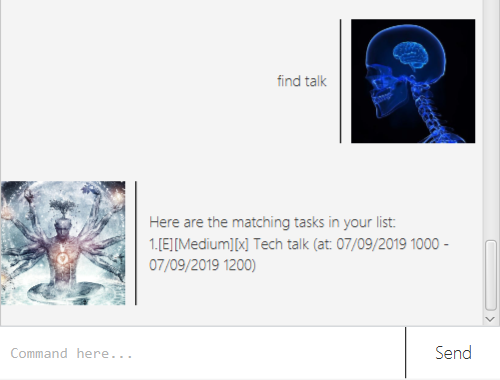 find talk
Here are the matching tasks in your list:
1.[E][Medium][x] Tech talk (at: 07/09/2019 1000 -
07/09/2019 1200)
Command here...
Send